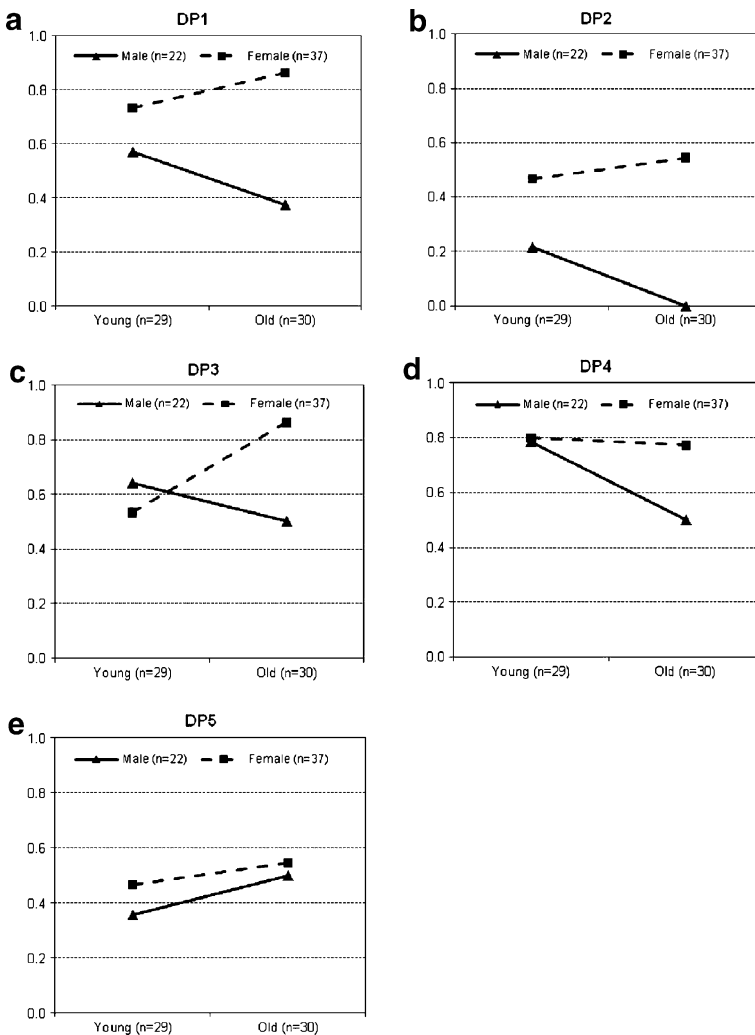 a
DP1
1.0
Male (n=22) Female (n=37)
0.8
0.6
0.4
0.2
0.0
Young (n=29) Old (n=30)
b
DP2
1.0
Male (n=22) Female (n=37)
0.8
0.6
0.4
0.2
0.0
Young (n=29) Old (n=30)
c
DP3
1.0
Male (n=22) Female (n=37)
0.8
0.6
0.4
0.2
0.0
Young (n=29) Old (n=30)
d
DP4
1.0
Male (n=22) Female (n=37)
0.8
0.6
0.4
0.2
0.0
Young (n=29) Old (n=30)
e
DP5
1.0
Male (n=22) Female (n=37)
0.8
0.6
0.4
0.2
0.0
Young (n=29) Old (n=30)